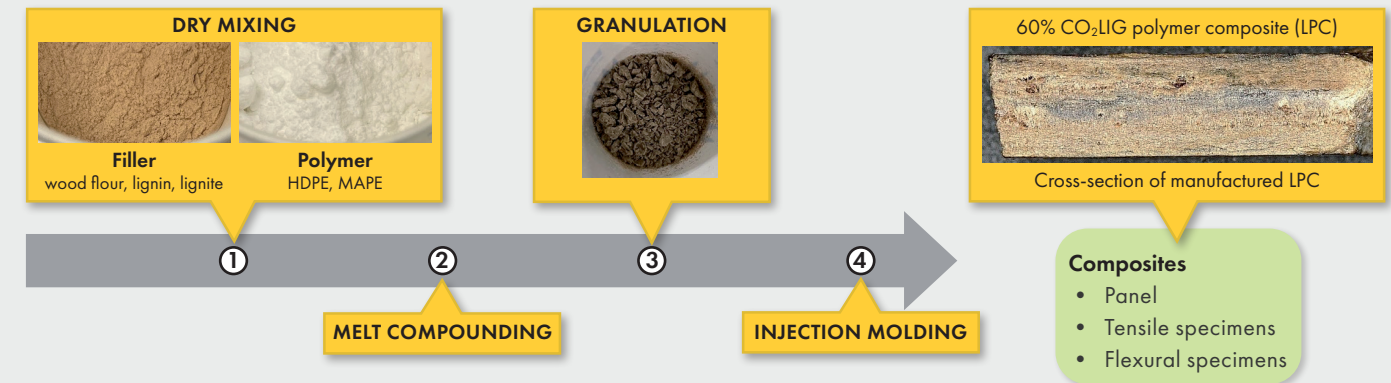 DRY MIXING
Filler
wood flour, lignin, lignite
Polymer
HDPE, MAPE
GRANULATION
60% CO₂LIG polymer composite (LPC)
Cross-section of manufactured LPC
1
2
3
4
MELT COMPOUNDING
INJECTION MOLDING
Composites
• Panel
• Tensile specimens
• Flexural specimens